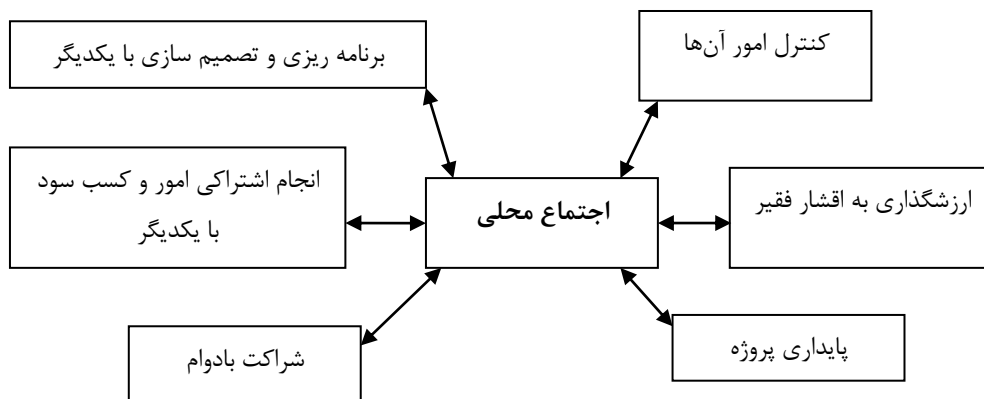 کنترل امور آن‌ها
برنامه ریزی و تصمیم سازی با یکدیگر
ارزشگذاری به اقشار فقیر
اجتماع محلی
انجام اشتراکی امور و کسب سود
با یکدیگر
پایداری پروژه
شراکت بادوام